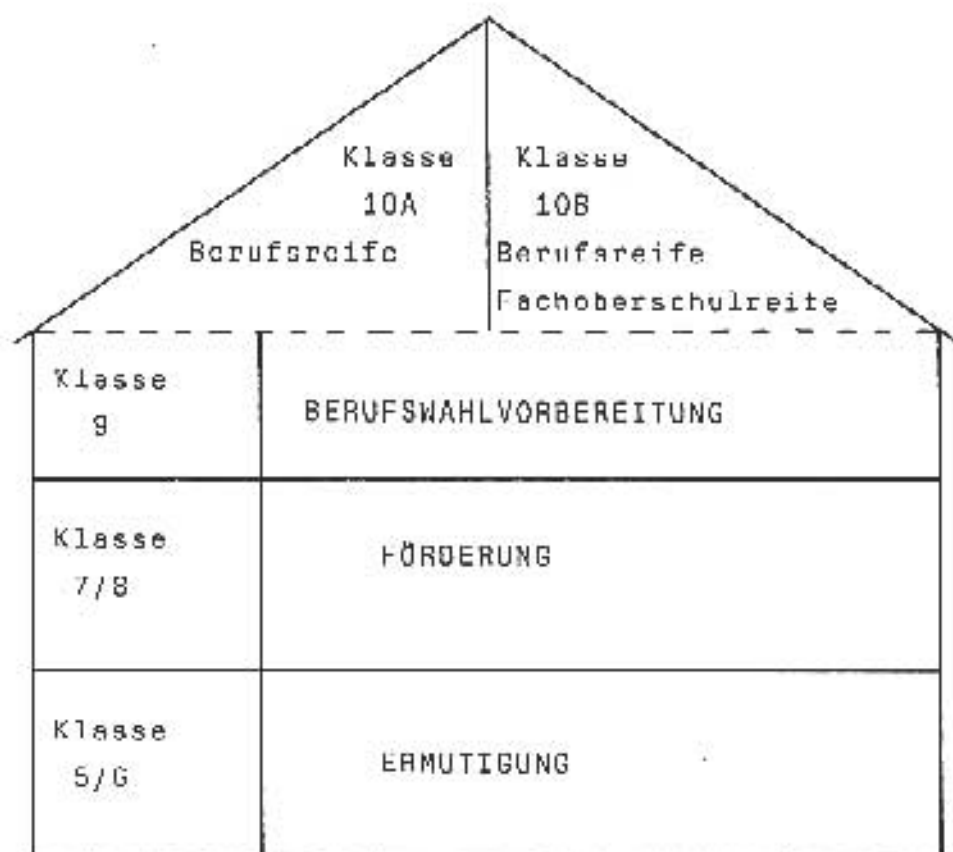 Klasse
10A
Berufsreife
Klasse
10B
Berufsreife
Fachoberschulreife
Klasse
9
BERUFSWAHLVORBEREITUNG
Klasse
7/8
FÖRDERUNG
Klasse
5/6
ERMUTIGUNG